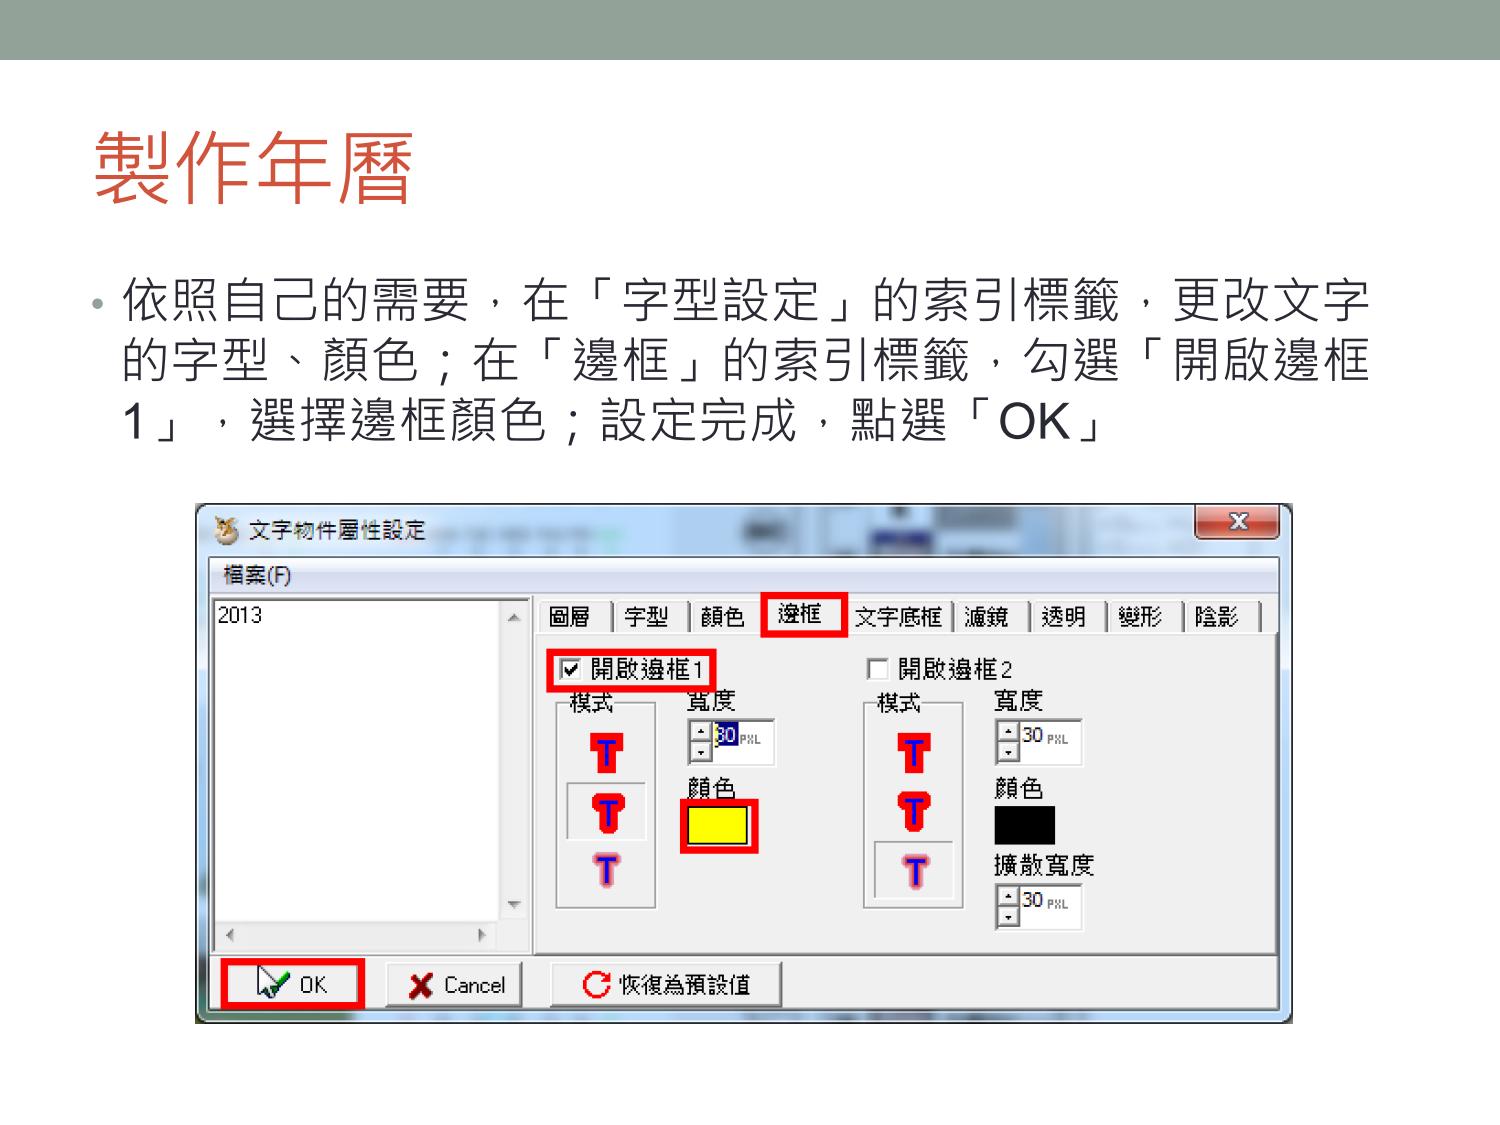 製作年曆
• 依照自己的需要，在「字型設定」的索引標籤，更改文字
的字型、顏色；在「邊框」的索引標籤，勾選「開啟邊框
1」，選擇邊框顏色；設定完成，點選「OK」
文字物件屬性設定
x
檔案(F)
2013
圖層 字型 顏色 邊框 文字底框 濾鏡 透明 變形 陰影
開啟邊框1 開啟邊框2
模式 寬度 模式 寬度
30 PXL 30 PXL
T T
顏色 顏色
T T
擴散寬度
T T
30 PXL
OK Cancel 恢復為預設值